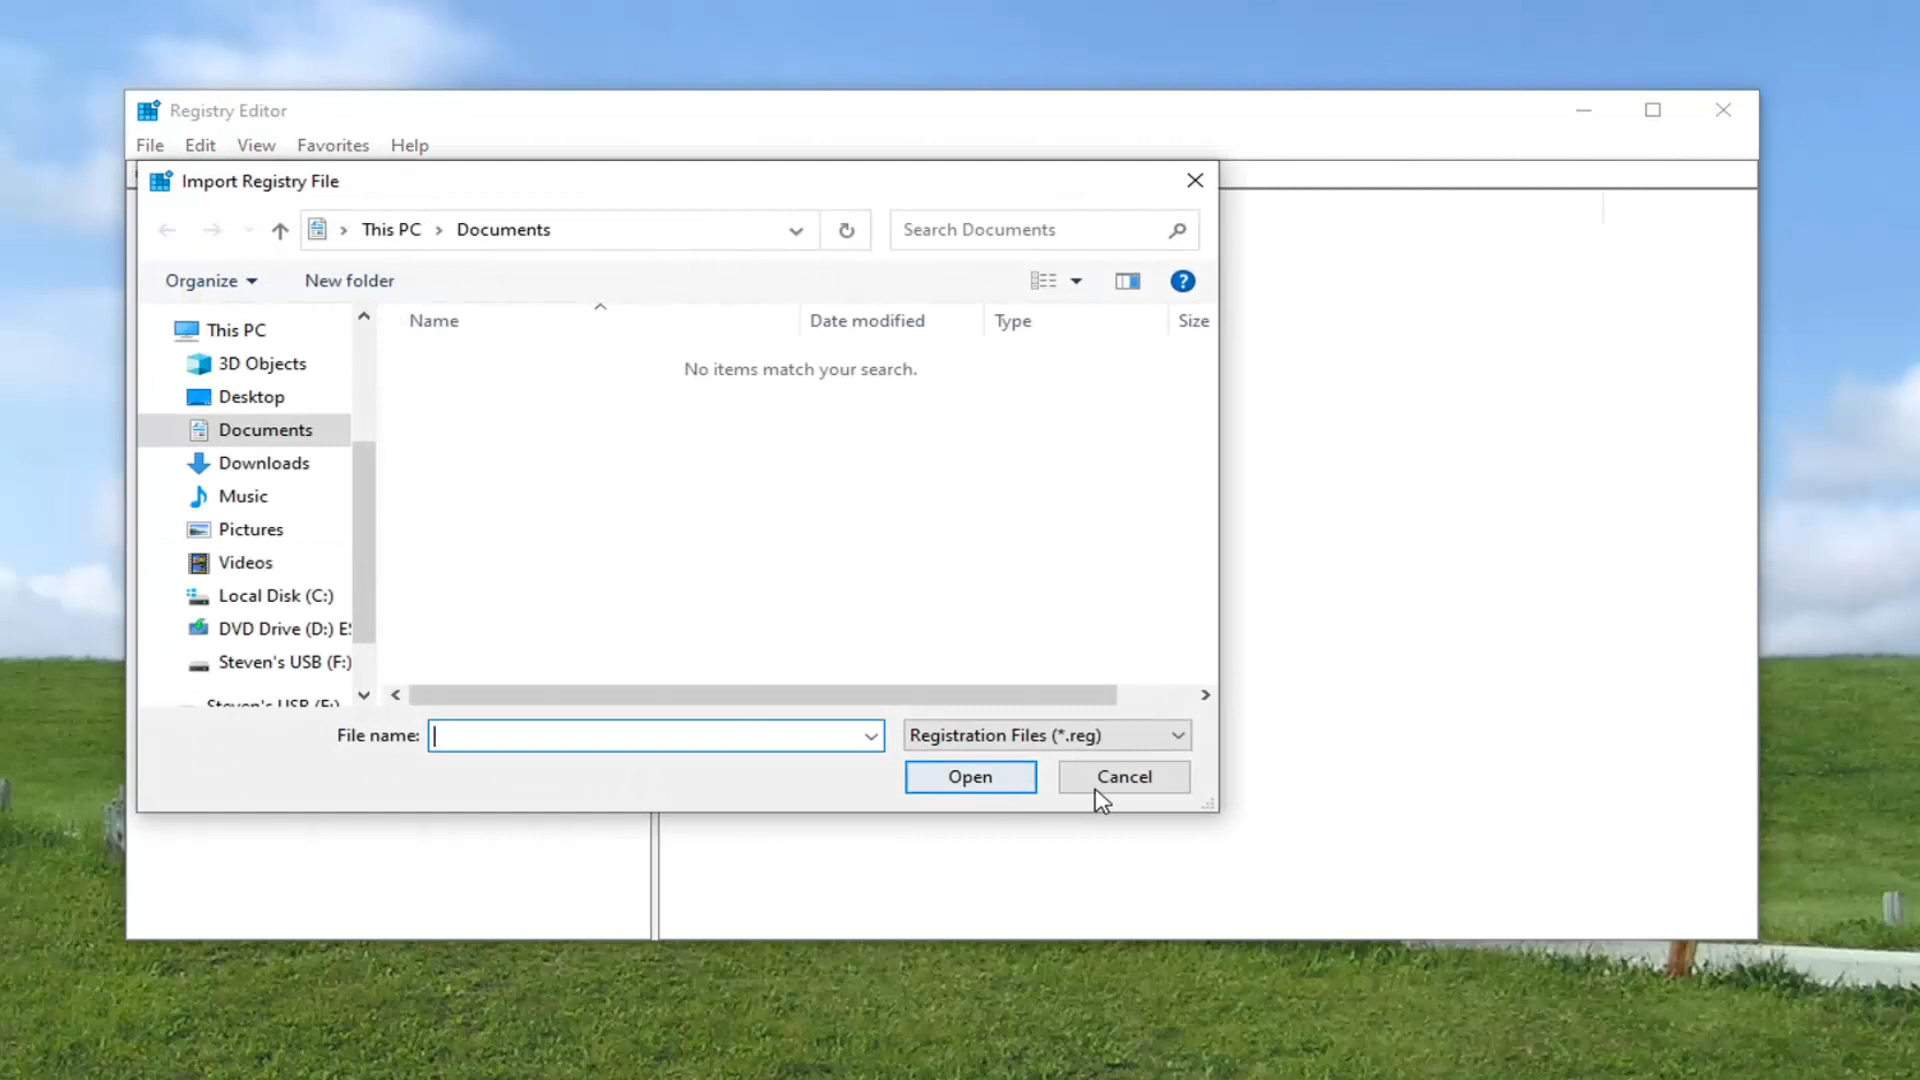 Registry Editor
File Edit View Favorites Help
Import Registry File
This PC Documents
Search Documents
Organize New folder
?
Name Date modified Type Size
No items match your search.
This PC
3D Objects
Desktop
Documents
Downloads
Music
Pictures
Videos
Local Disk (C:)
DVD Drive (D:) E
Steven's USB (F:)
Steven's USB (F:)
File name:
Registration Files (*.reg)
Open Cancel